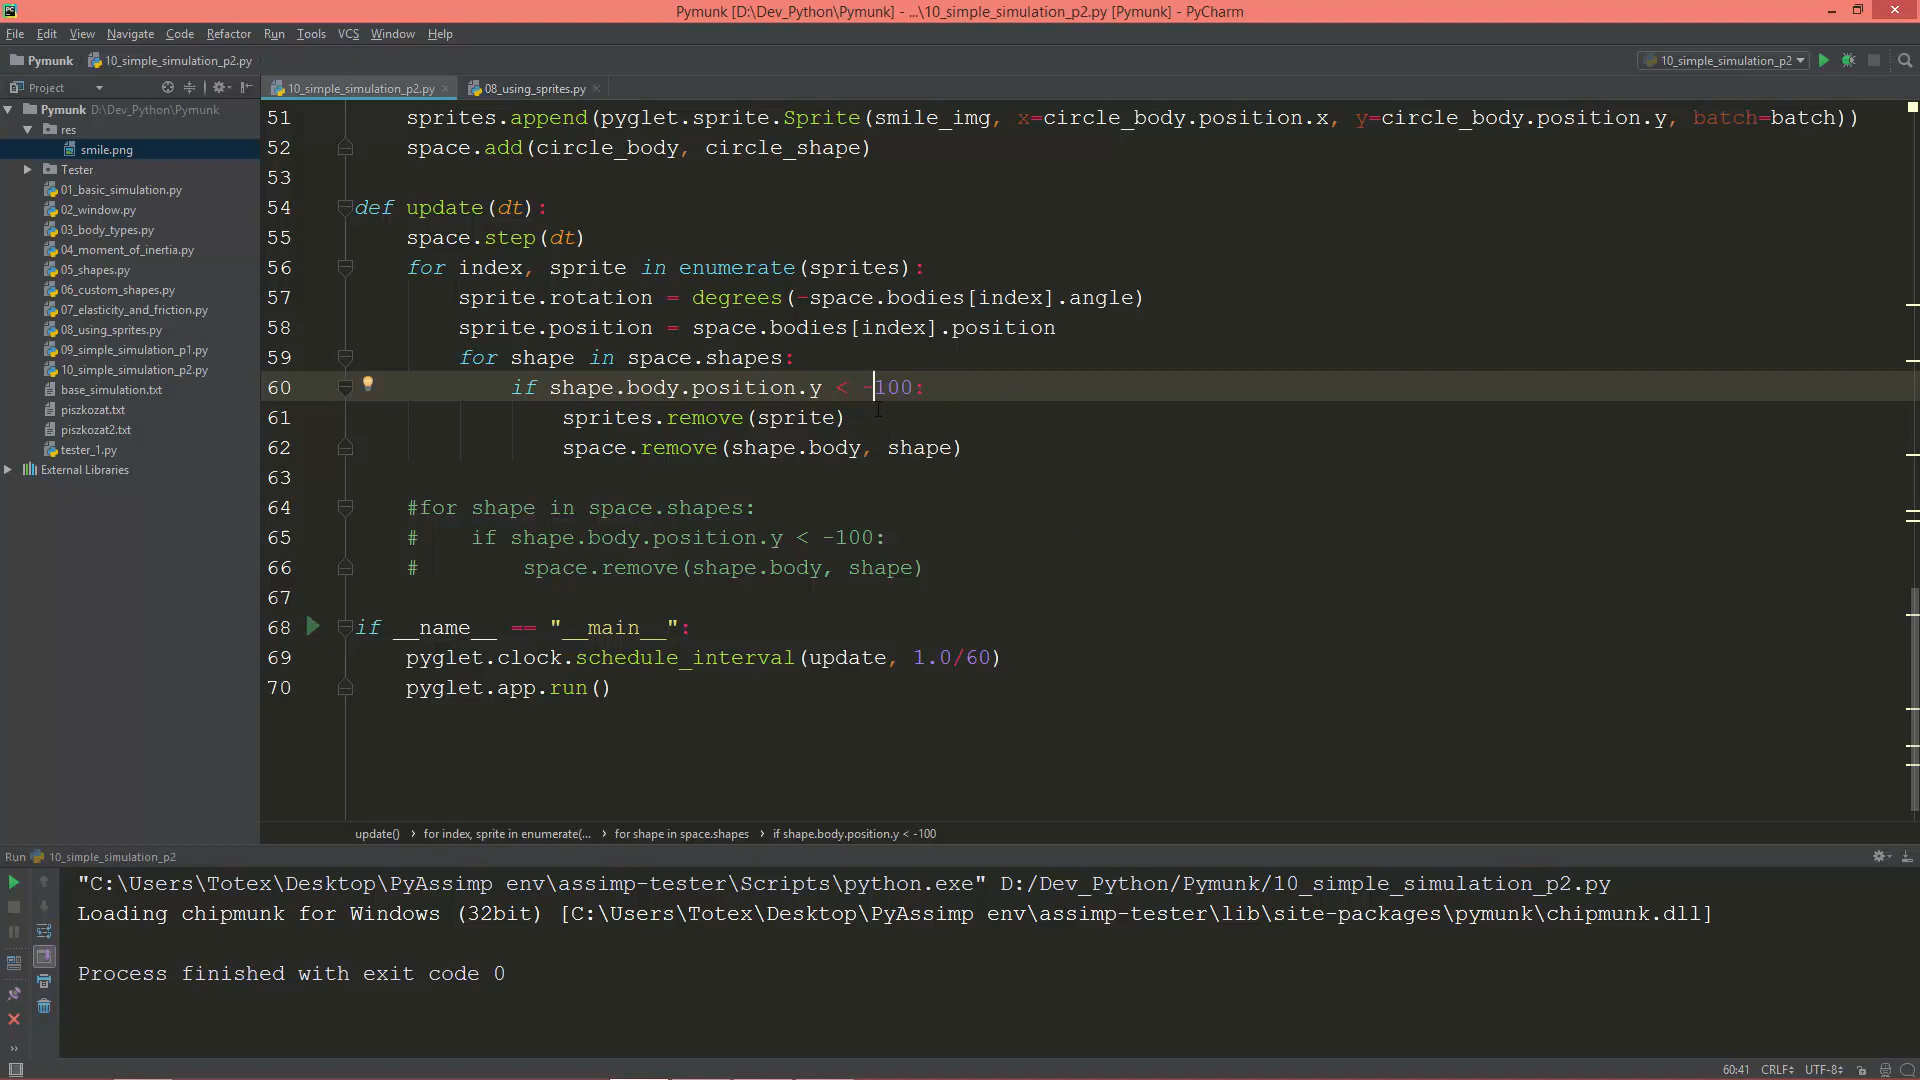 Pymunk [D:\Dev_Python\Pymunk] - ...\10_simple_simulation_p2.py [Pymunk] - PyCharm
File Edit View Navigate Code Refactor Run Tools VCS Window Help
Pymunk 10_simple_simulation_p2.py 10_simple_simulation_p2
Project 10_simple_simulation_p2.py 08_using_sprites.py
Pymunk D:\Dev_Python\Pymunk
res
smile.png
Tester
01_basic_simulation.py
02_window.py
03_body_types.py
04_moment_of_inertia.py
05_shapes.py
06_custom_shapes.py
07_elasticity_and_friction.py
08_using_sprites.py
09_simple_simulation_p1.py
10_simple_simulation_p2.py
base_simulation.txt
piszkozat.txt
piszkozat2.txt
tester_1.py
External Libraries
51 sprites.append(pyglet.sprite.Sprite(smile_img, x=circle_body.position.x, y=circle_body.position.y, batch=batch))
52 space.add(circle_body, circle_shape)
53
54 def update(dt):
55 space.step(dt)
56 for index, sprite in enumerate(sprites):
57 sprite.rotation = degrees(-space.bodies[index].angle)
58 sprite.position = space.bodies[index].position
59 for shape in space.shapes:
60 if shape.body.position.y < -100:
61 sprites.remove(sprite)
62 space.remove(shape.body, shape)
63
64 #for shape in space.shapes:
65 # if shape.body.position.y < -100:
66 # space.remove(shape.body, shape)
67
68 if __name__ == "__main__":
69 pyglet.clock.schedule_interval(update, 1.0/60)
70 pyglet.app.run()
update() for index, sprite in enumerate(... for shape in space.shapes if shape.body.position.y < -100
Run 10_simple_simulation_p2
"C:\Users\Totex\Desktop\PyAssimp env\assimp-tester\Scripts\python.exe" D:/Dev_Python/Pymunk/10_simple_simulation_p2.py
Loading chipmunk for Windows (32bit) [C:\Users\Totex\Desktop\PyAssimp env\assimp-tester\lib\site-packages\pymunk\chipmunk.dll]
Process finished with exit code 0
60:41 CRLF UTF-8